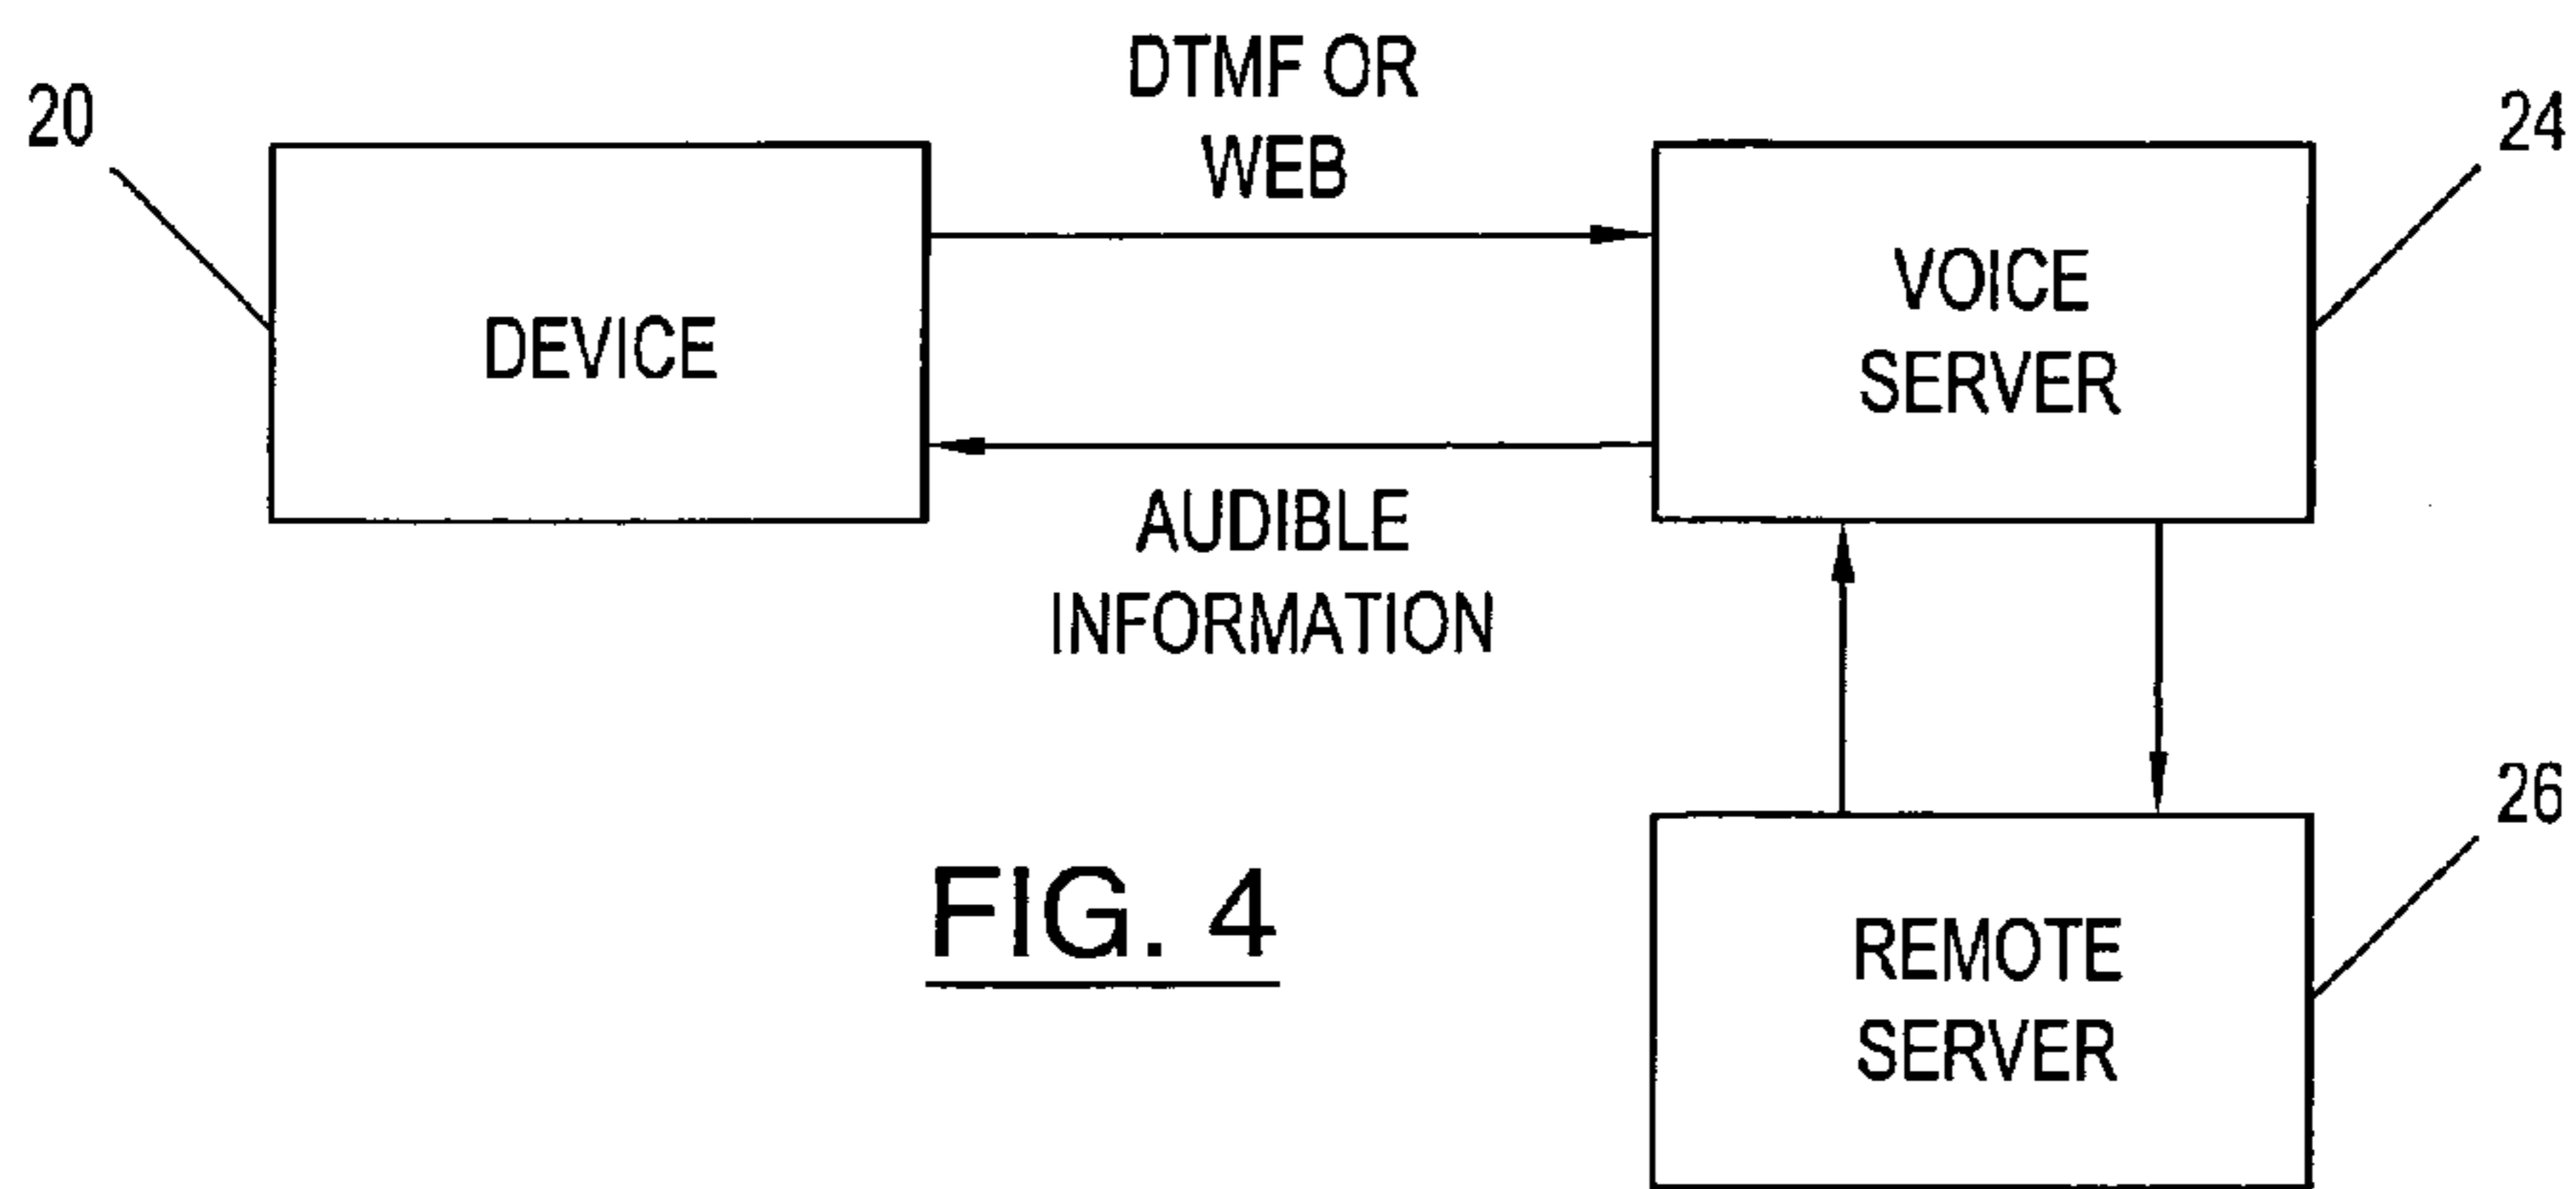 DTMF OR
WEB
20
24
DEVICE
VOICE
SERVER
AUDIBLE
INFORMATION
26
REMOTE
SERVER
FIG. 4